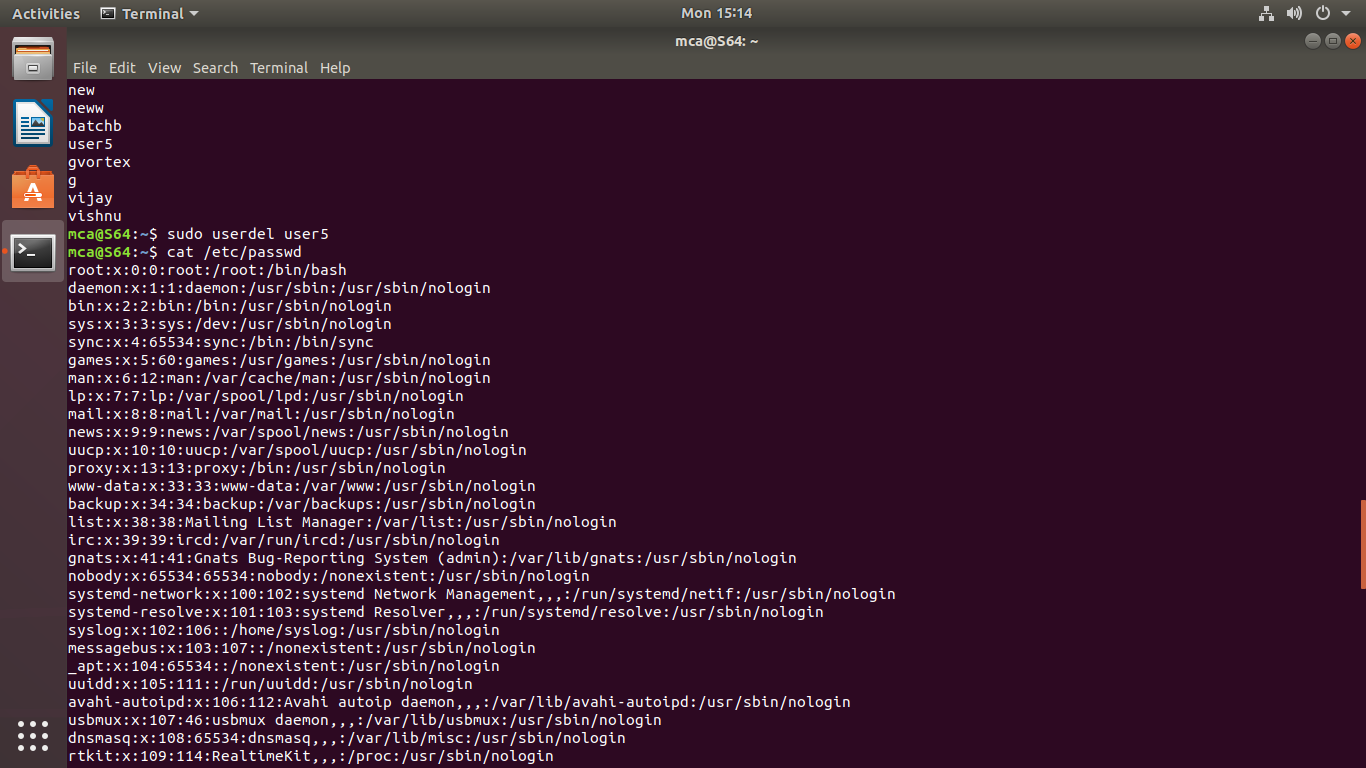 Activities
Terminal
Mon 15:14
mca@S64: ~
File Edit View Search Terminal Help
new
neww
batchb
user5
gvortex
g
vijay
vishnu
mca@S64:~$ sudo userdel user5
mca@S64:~$ cat /etc/passwd
root:x:0:0:root:/root:/bin/bash
daemon:x:1:1:daemon:/usr/sbin:/usr/sbin/nologin
bin:x:2:2:bin:/bin:/usr/sbin/nologin
sys:x:3:3:sys:/dev:/usr/sbin/nologin
sync:x:4:65534:sync:/bin:/bin/sync
games:x:5:60:games:/usr/games:/usr/sbin/nologin
man:x:6:12:man:/var/cache/man:/usr/sbin/nologin
lp:x:7:7:lp:/var/spool/lpd:/usr/sbin/nologin
mail:x:8:8:mail:/var/mail:/usr/sbin/nologin
news:x:9:9:news:/var/spool/news:/usr/sbin/nologin
uucp:x:10:10:uucp:/var/spool/uucp:/usr/sbin/nologin
proxy:x:13:13:proxy:/bin:/usr/sbin/nologin
www-data:x:33:33:www-data:/var/www:/usr/sbin/nologin
backup:x:34:34:backup:/var/backups:/usr/sbin/nologin
list:x:38:38:Mailing List Manager:/var/list:/usr/sbin/nologin
irc:x:39:39:ircd:/var/run/ircd:/usr/sbin/nologin
gnats:x:41:41:Gnats Bug-Reporting System (admin):/var/lib/gnats:/usr/sbin/nologin
nobody:x:65534:65534:nobody:/nonexistent:/usr/sbin/nologin
systemd-network:x:100:102:systemd Network Management,,,:/run/systemd/netif:/usr/sbin/nologin
systemd-resolve:x:101:103:systemd Resolver,,,:/run/systemd/resolve:/usr/sbin/nologin
syslog:x:102:106::/home/syslog:/usr/sbin/nologin
messagebus:x:103:107::/nonexistent:/usr/sbin/nologin
_apt:x:104:65534::/nonexistent:/usr/sbin/nologin
uuidd:x:105:111::/run/uuidd:/usr/sbin/nologin
avahi-autoipd:x:106:112:Avahi autoip daemon,,,:/var/lib/avahi-autoipd:/usr/sbin/nologin
usbmux:x:107:46:usbmux daemon,,,:/var/lib/usbmux:/usr/sbin/nologin
dnsmasq:x:108:65534:dnsmasq,,,:/var/lib/misc:/usr/sbin/nologin
rtkit:x:109:114:RealtimeKit,,,:/proc:/usr/sbin/nologin